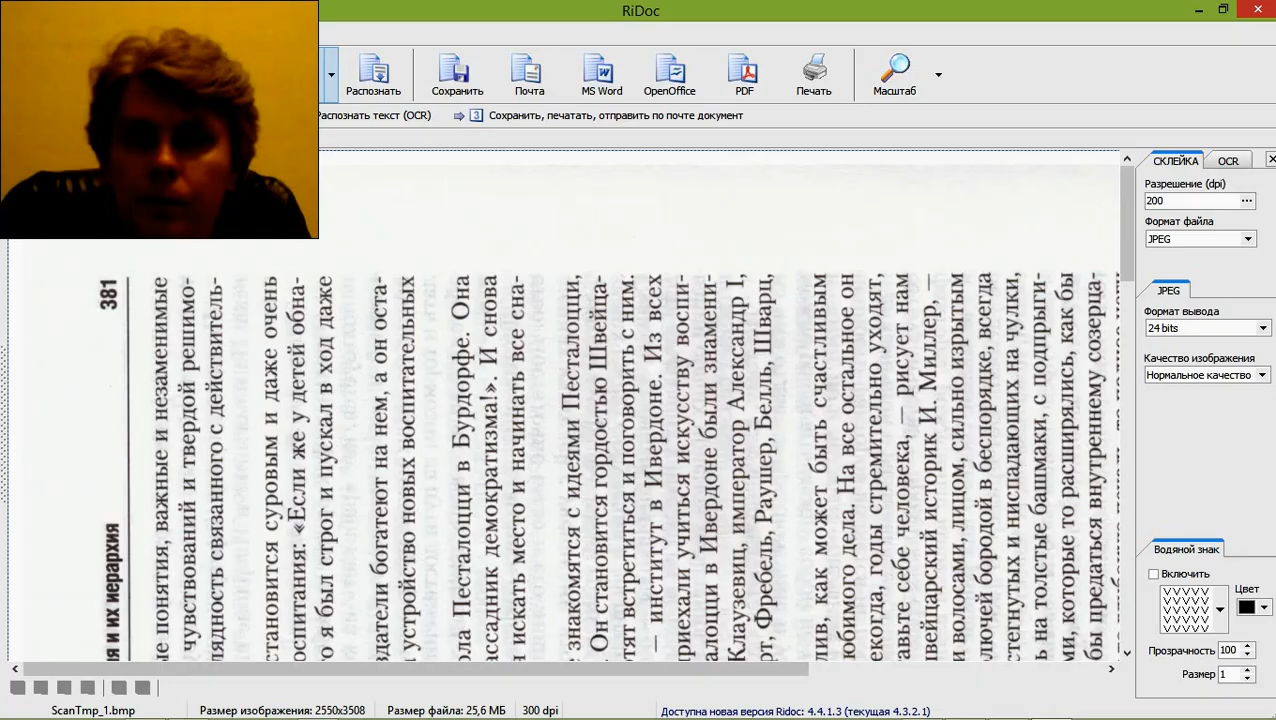 RiDoc
Распознать
Сохранить
Почта
MS Word
OpenOffice
PDF
Печать
Масштаб
Распознать текст (OCR)
3 Сохранить, печатать, отправить по почте документ
381
я и их иерархия
ые понятия, важные и незаменимые
чувствований и твердой решимо-
лядность связанного с действитель-
становится суровым и даже очень
оспитания: «Если же у детей обна-
го я был строг и пускал в ход даже
здатели богатеют на нем, а он оста-
устройство новых воспитательных
ола Песталоцци в Бурдорфе. Она
ассадник демократизма!». И снова
н искать место и начинать все сна-
е знакомятся с идеями Песталоцци,
. Он становится гордостью Швейца-
тят встретиться и поговорить с ним.
— институт в Ивердоне. Из всех
приехали учиться искусству воспи-
алоцци в Ивердоне были знамени-
Клаузевиц, император Александр I,
рт, Фребель, Раушер, Белль, Шварц,
лив, как может быть счастливым
юбимого дела. На все остальное он
екогда, годы стремительно уходят,
тавьте себе человека, — рисует нам
вейцарский историк И. Миллер, —
и волосами, лицом, сильно изрытым
лючей бородой в беспорядке, всегда
стегнутых и ниспадающих на чулки,
ь на толстые башмаки, с подпрыги-
ми, которые то расширялись, как бы
бы предаться внутреннему созерца-
СКЛЕЙКА
OCR
Разрешение (dpi)
200
Формат файла
JPEG
JPEG
Формат вывода
24 bits
Качество изображения
Нормальное качество
Водяной знак
Включить
Цвет
Прозрачность 100
Размер 1
ScanTmp_1.bmp
Размер изображения: 2550x3508
Размер файла: 25,6 МБ
300 dpi
Доступна новая версия Ridoc: 4.4.1.3 (текущая 4.3.2.1)